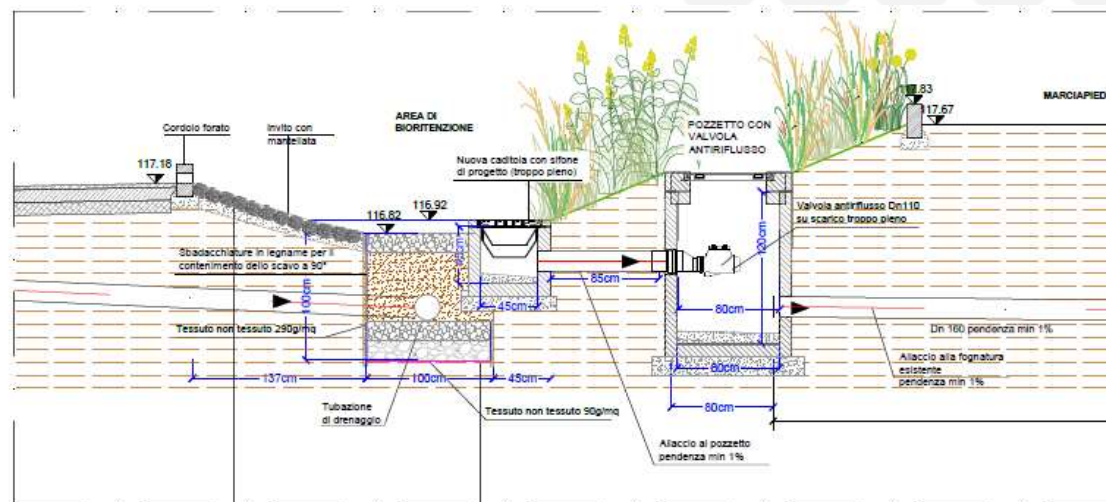 Cordolo forato
Invito con
mantellata
AREA DI
BIORITENZIONE
117.18
Nuova caditoia con sifone
di progetto (troppo pieno)
116.92
116.82
POZZETTO CON
VALVOLA
ANTIRIFLUSSO
117.67
MARCIAPIED
Valvola antiriflusso Dn110
su scarico troppo pieno
Sbadacchiature in legname per il
contenimento dello scavo a 90°
100cm
45cm
85cm
120cm
60cm
Tessuto non tessuto 290g/mq
Dn 160 pendenza min 1%
Allaccio alla fognatura
esistente
pendenza min 1%
137cm
100cm
45cm
60cm
80cm
Tubazione
di drenaggio
Tessuto non tessuto 90g/mq
Allaccio al pozzetto
pendenza min 1%